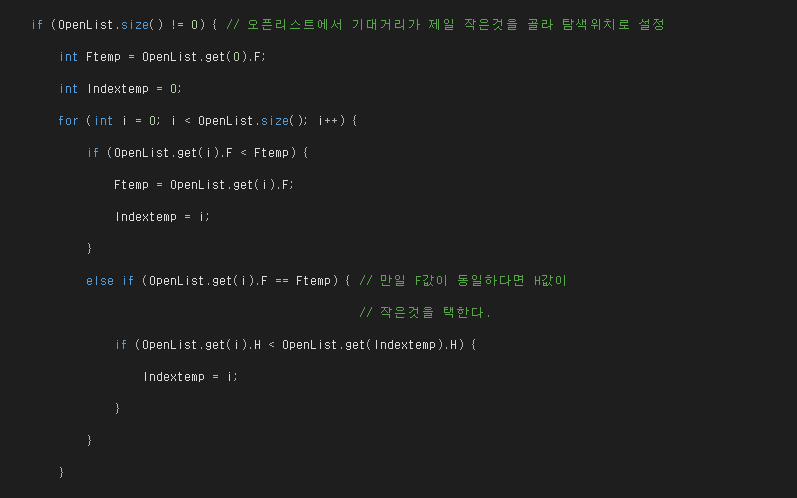 if (OpenList.size() != 0) { // 오픈리스트에서 기대거리가 제일 작은것을 골라 탐색위치로 설정
int Ftemp = OpenList.get(0).F;
int Indextemp = 0;
for (int i = 0; i < OpenList.size(); i++) {
if (OpenList.get(i).F < Ftemp) {
Ftemp = OpenList.get(i).F;
Indextemp = i;
}
else if (OpenList.get(i).F == Ftemp) { // 만일 F값이 동일하다면 H값이
// 작은것을 택한다.
if (OpenList.get(i).H < OpenList.get(Indextemp).H) {
Indextemp = i;
}
}
}